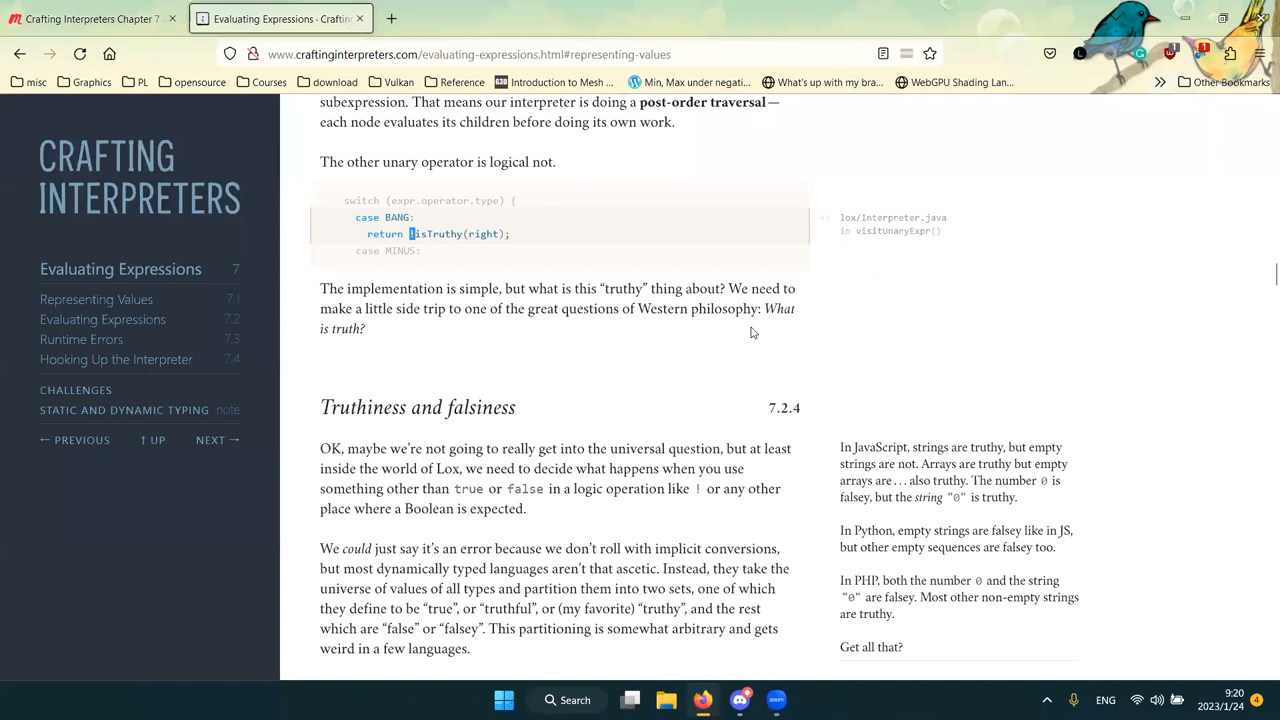 Crafting Interpreters Chapter 7 -
Evaluating Expressions · Craftin
www.craftinginterpreters.com/evaluating-expressions.html#representing-values
misc
Graphics
PL
opensource
Courses
download
Vulkan
Reference
Introduction to Mesh ...
Min, Max under negati...
What's up with my bra...
WebGPU Shading Lan...
Other Bookmarks
CRAFTING
INTERPRETERS
Evaluating Expressions 7
Representing Values 7.1
Evaluating Expressions 7.2
Runtime Errors 7.3
Hooking Up the Interpreter 7.4
CHALLENGES
STATIC AND DYNAMIC TYPING note
← PREVIOUS ↑ UP NEXT →
subexpression. That means our interpreter is doing a post-order traversal—
each node evaluates its children before doing its own work.
The other unary operator is logical not.
switch (expr.operator.type) {
case BANG:
return !isTruthy(right);
case MINUS:
<< lox/Interpreter.java
in visitUnaryExpr()
The implementation is simple, but what is this “truthy” thing about? We need to
make a little side trip to one of the great questions of Western philosophy: What
is truth?
Truthiness and falsiness 7.2.4
OK, maybe we’re not going to really get into the universal question, but at least
inside the world of Lox, we need to decide what happens when you use
something other than true or false in a logic operation like ! or any other
place where a Boolean is expected.
We could just say it’s an error because we don’t roll with implicit conversions,
but most dynamically typed languages aren’t that ascetic. Instead, they take the
universe of values of all types and partition them into two sets, one of which
they define to be “true”, or “truthful”, or (my favorite) “truthy”, and the rest
which are “false” or “falsey”. This partitioning is somewhat arbitrary and gets
weird in a few languages.
In JavaScript, strings are truthy, but empty
strings are not. Arrays are truthy but empty
arrays are . . . also truthy. The number 0 is
falsey, but the string "0" is truthy.
In Python, empty strings are falsey like in JS,
but other empty sequences are falsey too.
In PHP, both the number 0 and the string
"0" are falsey. Most other non-empty strings
are truthy.
Get all that?
Search
zoom
ENG
9:20
2023/1/24
4